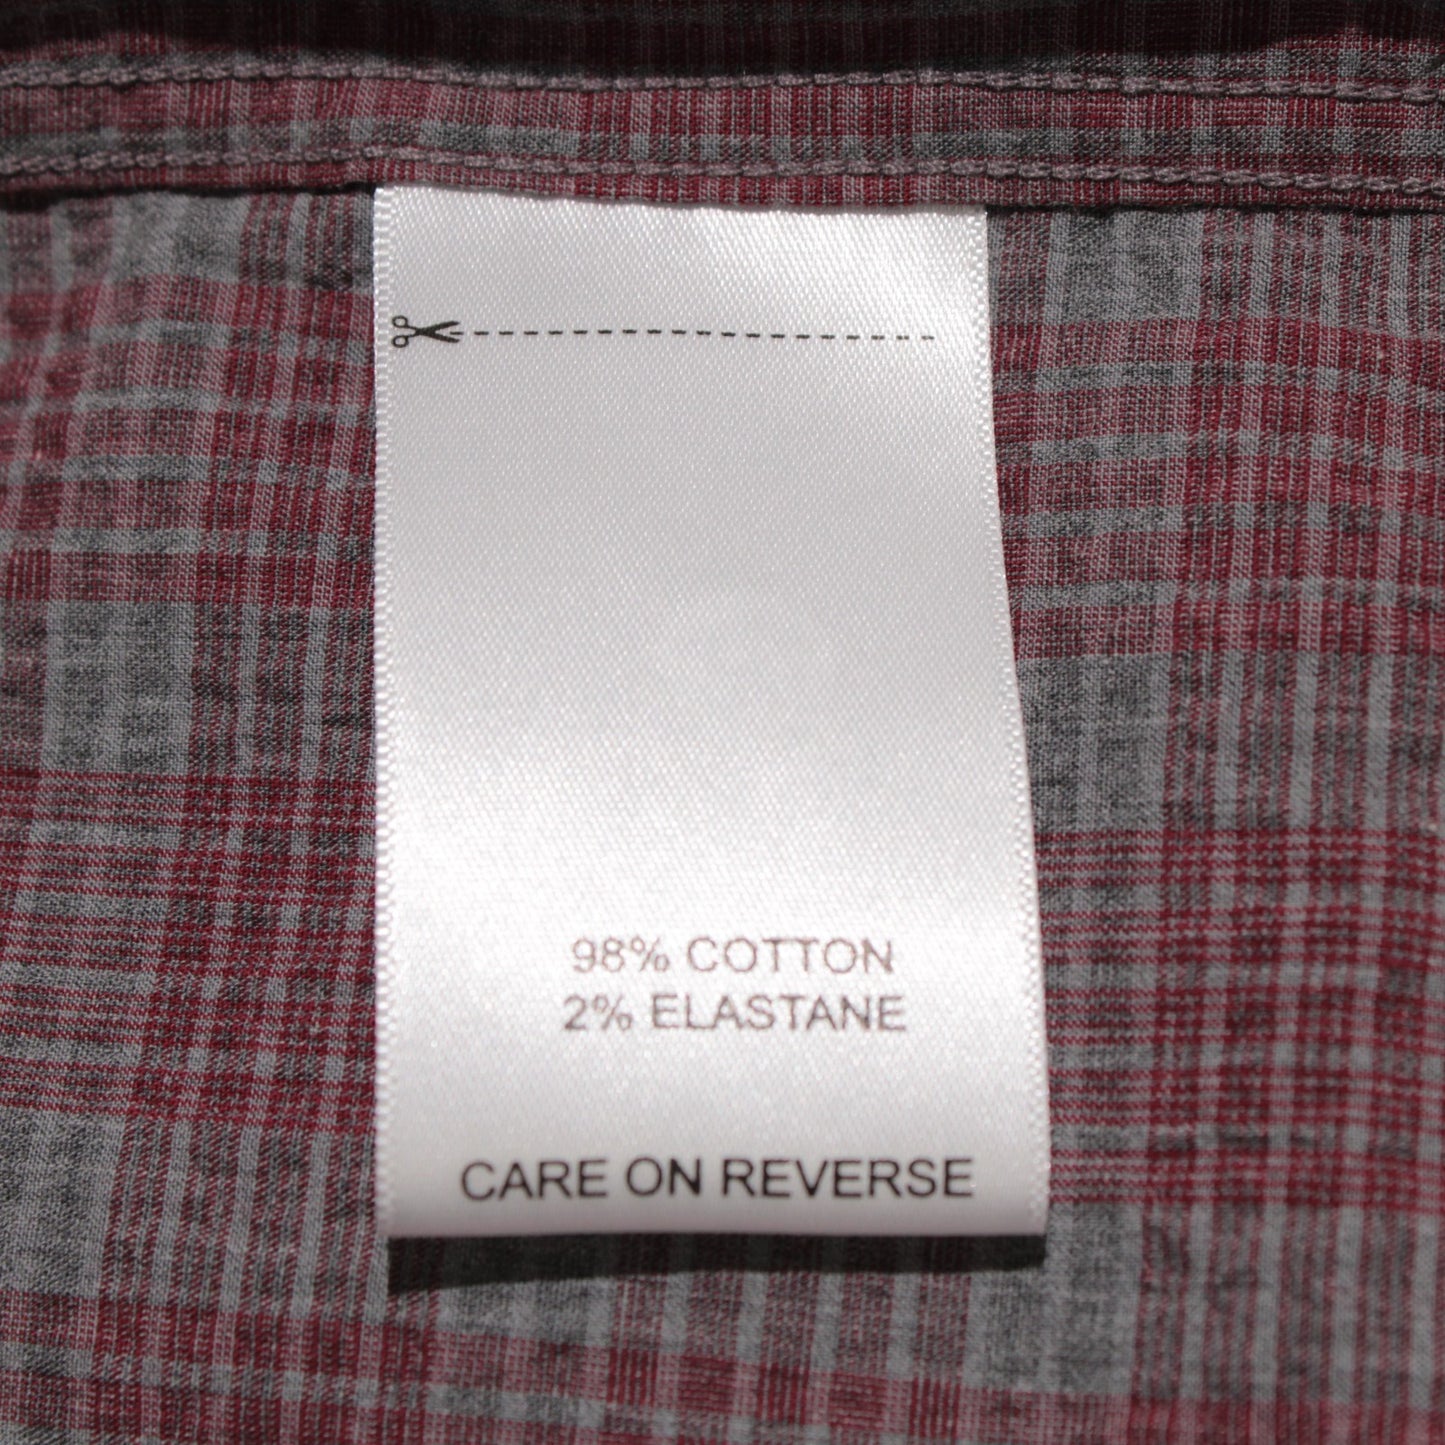 98% COTTON
2% ELASTANE
CARE ON REVERSE